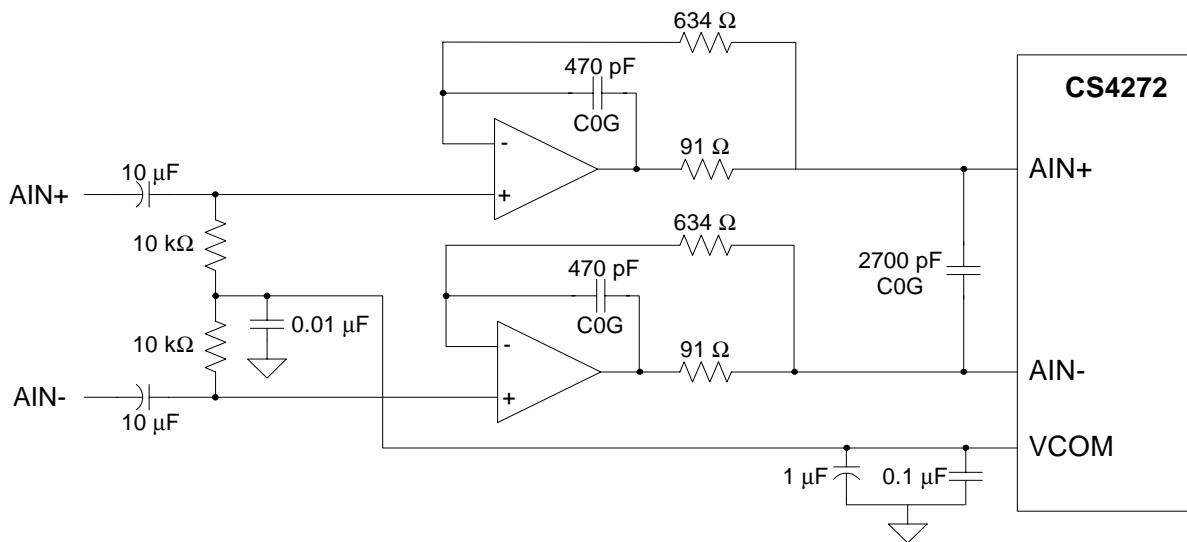 634 Ω
470 pF
C0G
-
+
91 Ω
CS4272
AIN+
10 µF
AIN+
10 kΩ
634 Ω
470 pF
C0G
-
+
91 Ω
2700 pF
C0G
0.01 µF
10 kΩ
AIN-
10 µF
AIN-
VCOM
1 µF
0.1 µF